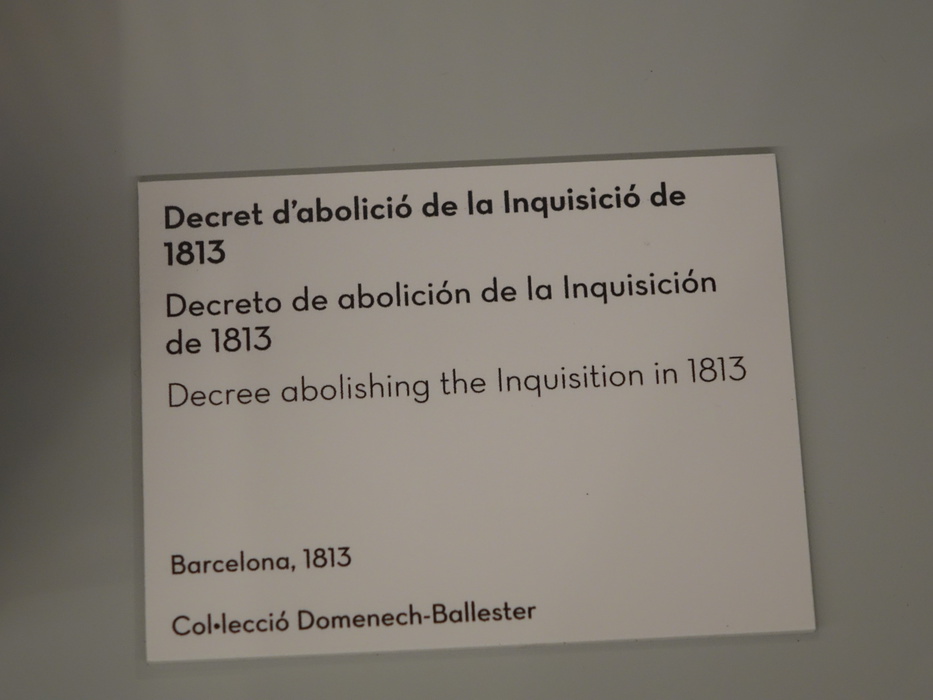 Decret d'abolició de la Inquisició de
1813
Decreto de abolición de la Inquisición
de 1813
Decree abolishing the Inquisition in 1813
Barcelona, 1813
Col·lecció Domenech-Ballester